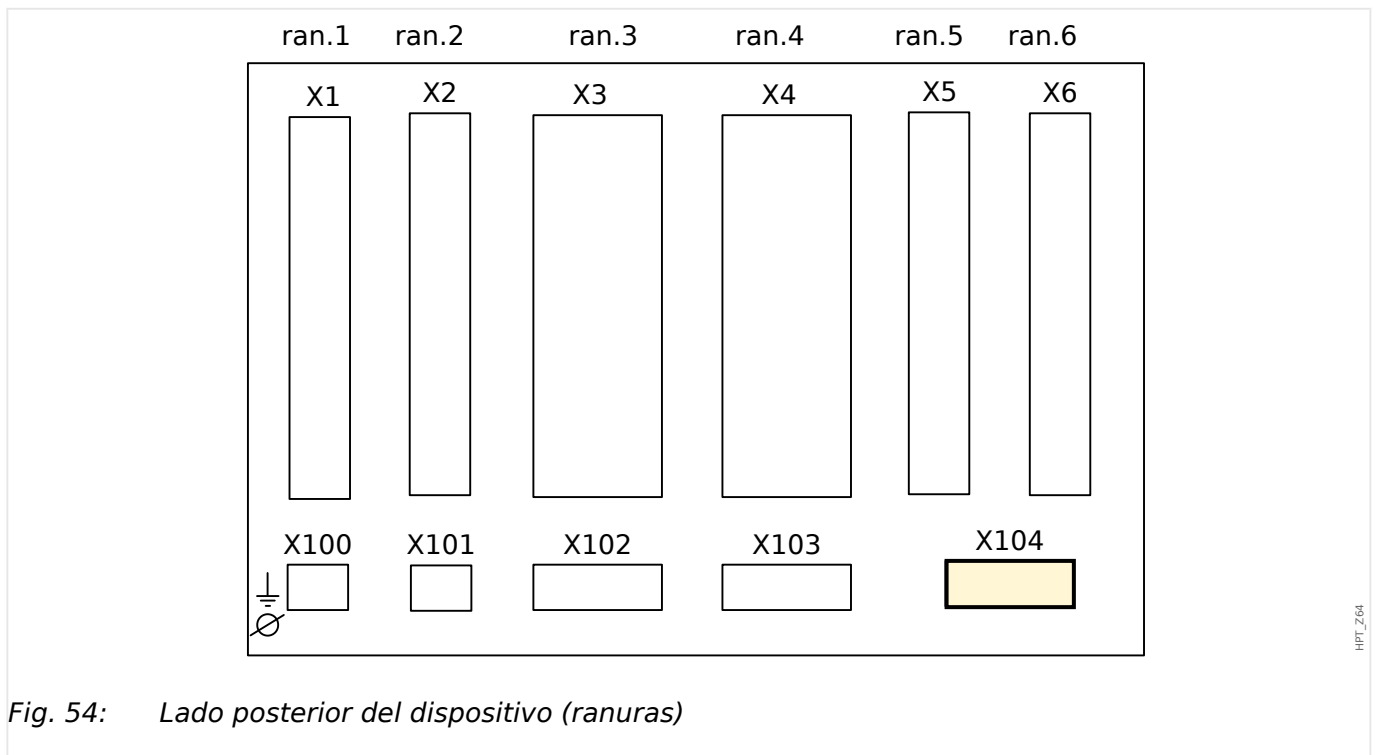 ran.1 ran.2 ran.3 ran.4 ran.5 ran.6
X1 X2 X3 X4 X5 X6
X100 X101 X102 X103 X104
HPT_Z64
Fig. 54: Lado posterior del dispositivo (ranuras)